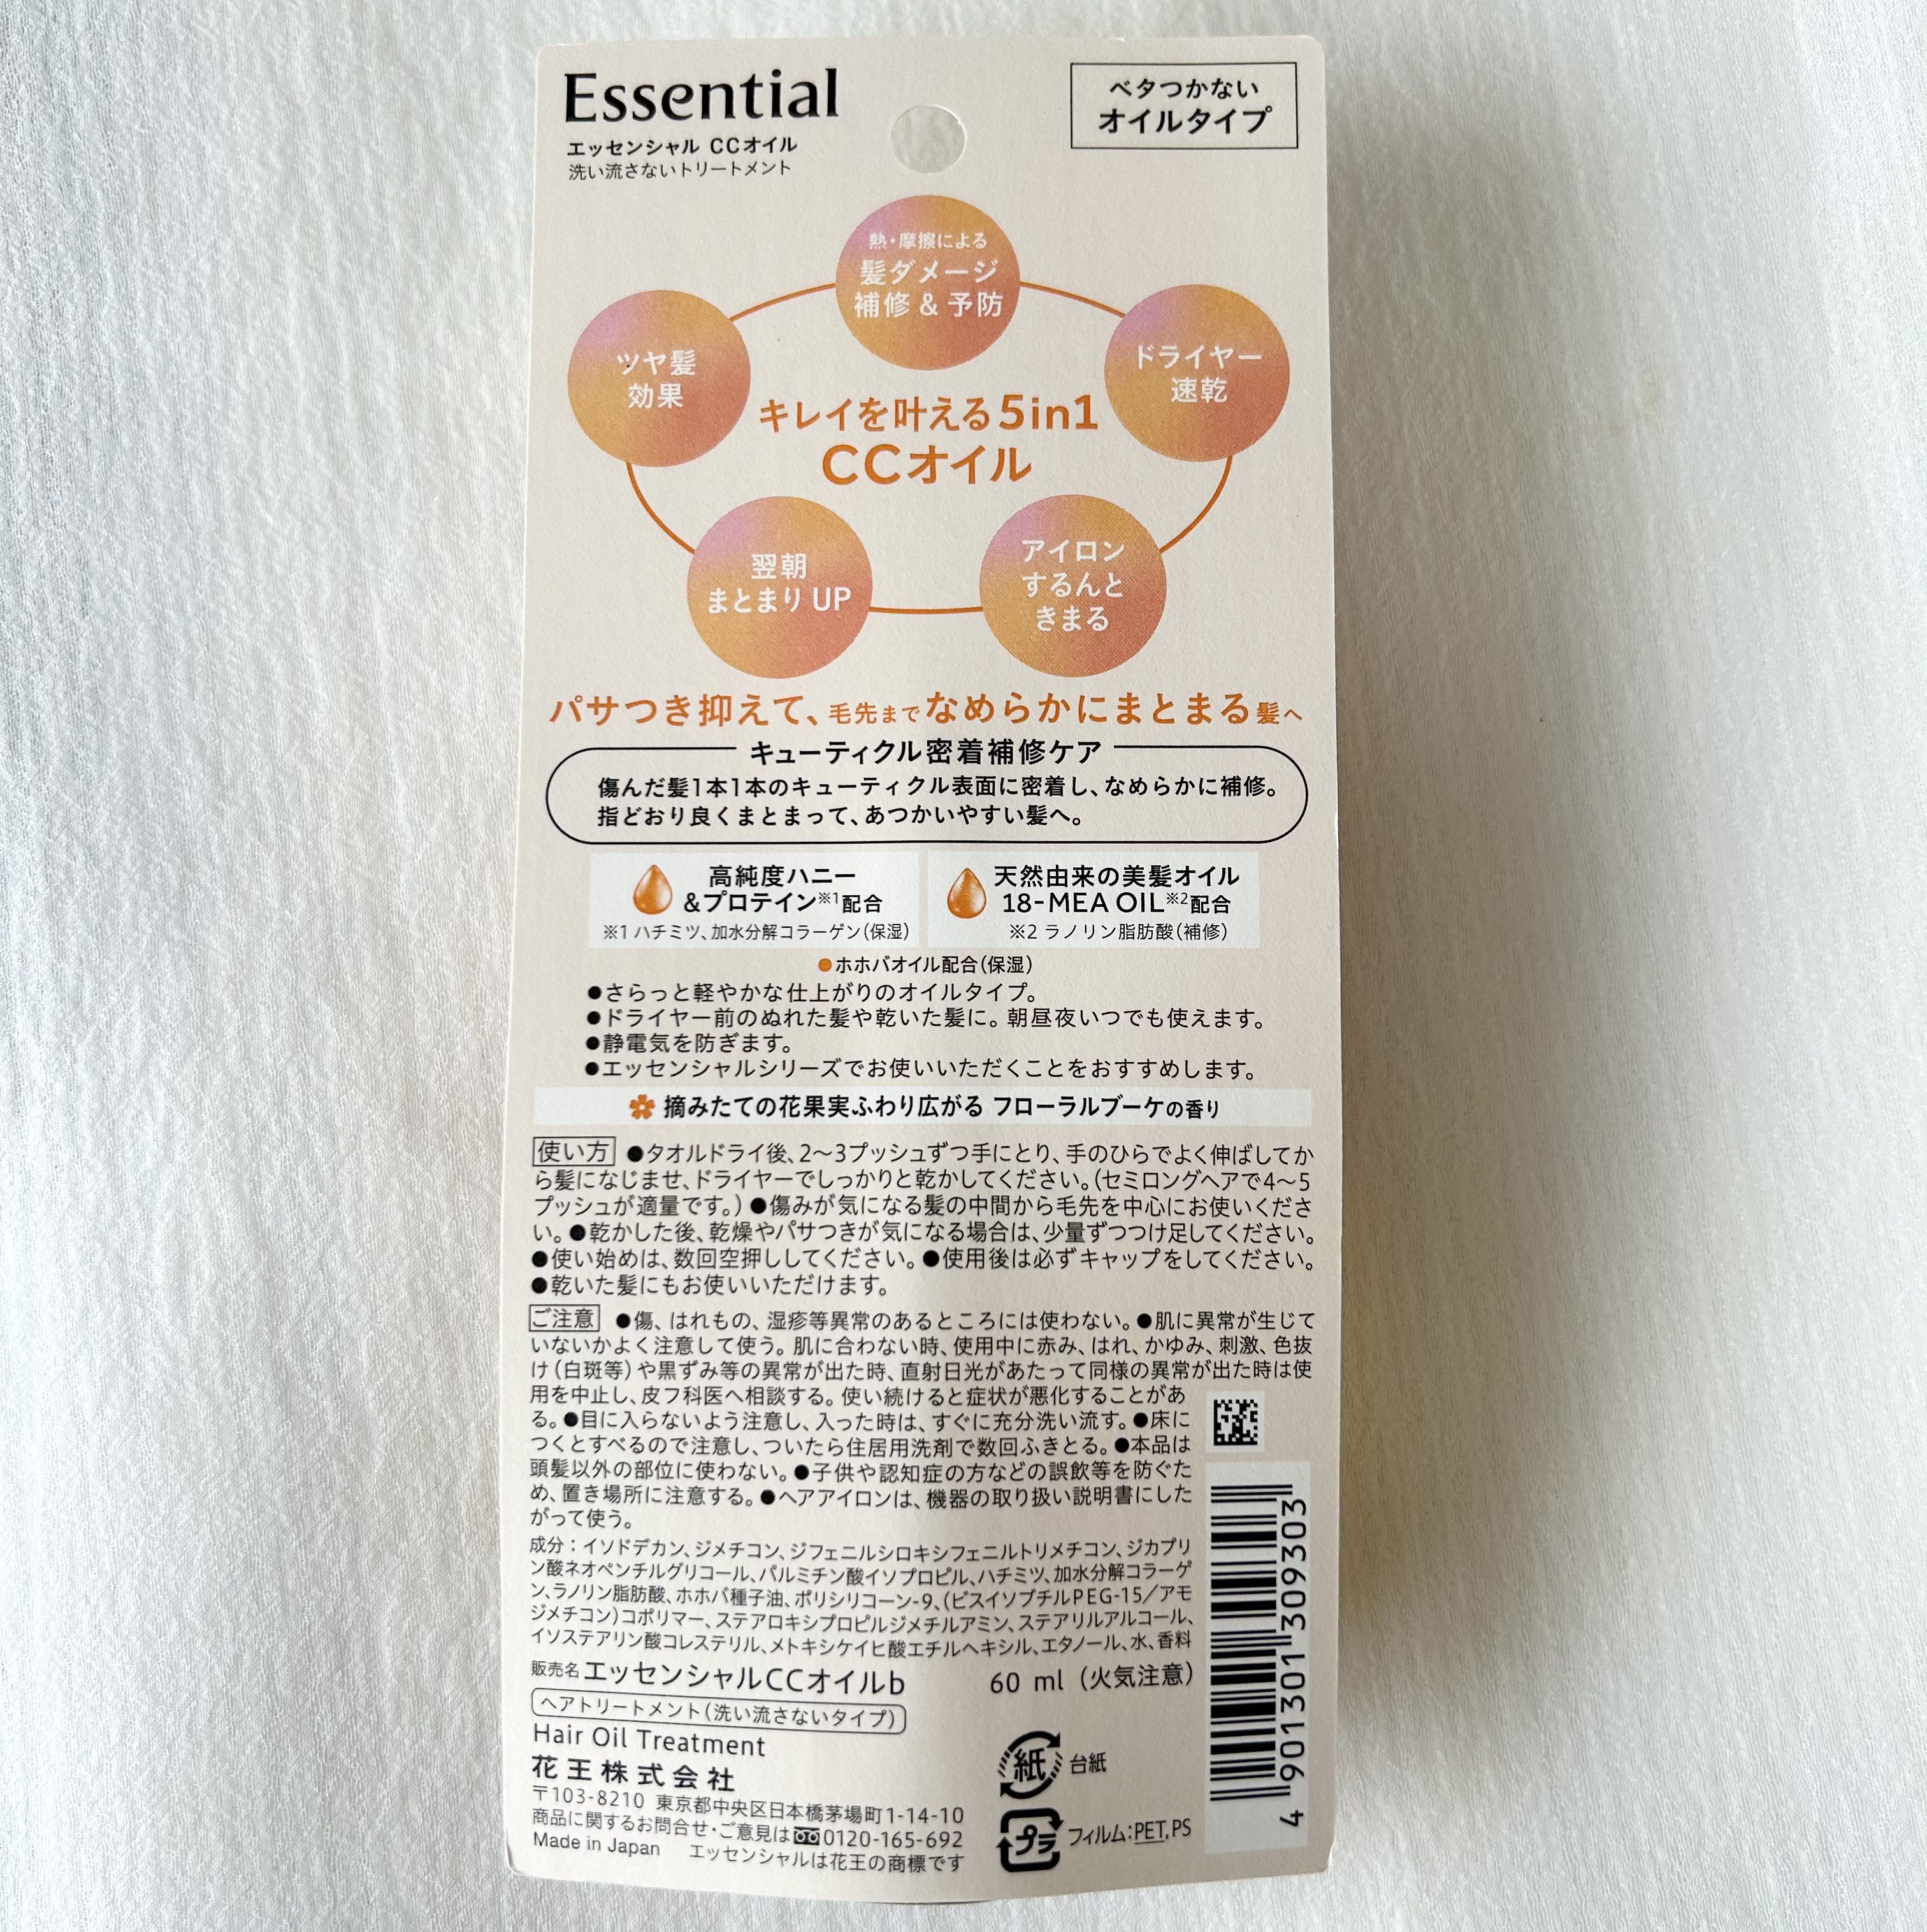 Essential
エッセンシャル CCオイル
洗い流さないトリートメント
ベタつかない
オイルタイプ
熱・摩擦による
髪ダメージ
補修 & 予防
ツヤ髪
効果
ドライヤー
速乾
キレイを叶える5in1
CCオイル
翌朝
まとまり UP
アイロン
するんと
きまる
パサつき抑えて、毛先までなめらかにまとまる髪へ
キューティクル密着補修ケア
傷んだ髪1本1本のキューティクル表面に密着し、なめらかに補修。
指どおり良くまとまって、あつかいやすい髪へ。
高純度ハニー
&プロテイン※1配合
※1 ハチミツ、加水分解コラーゲン（保湿）
天然由来の美髪オイル
18-MEA OIL※2配合
※2 ラノリン脂肪酸（補修）
●ホホバオイル配合（保湿）
●さらっと軽やかな仕上がりのオイルタイプ。
●ドライヤー前のぬれた髪や乾いた髪に。朝昼夜いつでも使えます。
●静電気を防ぎます。
●エッセンシャルシリーズでお使いいただくことをおすすめします。
摘みたての花果実ふわり広がる フローラルブーケの香り
使い方 ●タオルドライ後、2〜3プッシュずつ手にとり、手のひらでよく伸ばしてか
ら髪になじませ、ドライヤーでしっかりと乾かしてください。（セミロングヘアで4〜5
プッシュが適量です。）●傷みが気になる髪の中間から毛先を中心にお使いくださ
い。●乾かした後、乾燥やパサつきが気になる場合は、少量ずつつけ足してください。
●使い始めは、数回空押ししてください。●使用後は必ずキャップをしてください。
●乾いた髪にもお使いいただけます。
ご注意 ●傷、はれもの、湿疹等異常のあるところには使わない。●肌に異常が生じて
いないかよく注意して使う。肌に合わない時、使用中に赤み、はれ、かゆみ、刺激、色抜
け（白斑等）や黒ずみ等の異常が出た時、直射日光があたって同様の異常が出た時は使
用を中止し、皮フ科医へ相談する。使い続けると症状が悪化することがあ
る。●目に入らないよう注意し、入った時は、すぐに充分洗い流す。●床に
つくとすべるので注意し、ついたら住居用洗剤で数回ふきとる。●本品は
頭髪以外の部位に使わない。●子供や認知症の方などの誤飲等を防ぐた
め、置き場所に注意する。●ヘアアイロンは、機器の取り扱い説明書にした
がって使う。
成分：イソドデカン、ジメチコン、ジフェニルシロキシフェニルトリメチコン、ジカプリ
ン酸ネオペンチルグリコール、パルミチン酸イソプロピル、ハチミツ、加水分解コラーゲ
ン、ラノリン脂肪酸、ホホバ種子油、ポリシリコーン-9、（ビスイソブチルPEG-15／アモ
ジメチコン）コポリマー、ステアロキシプロピルジメチルアミン、ステアリルアルコール、
イソステアリン酸コレステリル、メトキシケイヒ酸エチルヘキシル、エタノール、水、香料
販売名 エッセンシャルCCオイルb 60 ml（火気注意）
ヘアトリートメント（洗い流さないタイプ）
Hair Oil Treatment
花王株式会社
〒103-8210 東京都中央区日本橋茅場町1-14-10
商品に関するお問合せ・ご意見は 0120-165-692
Made in Japan エッセンシャルは花王の商標です
紙 台紙
プラ フィルム：PET, PS
4 901301 309303